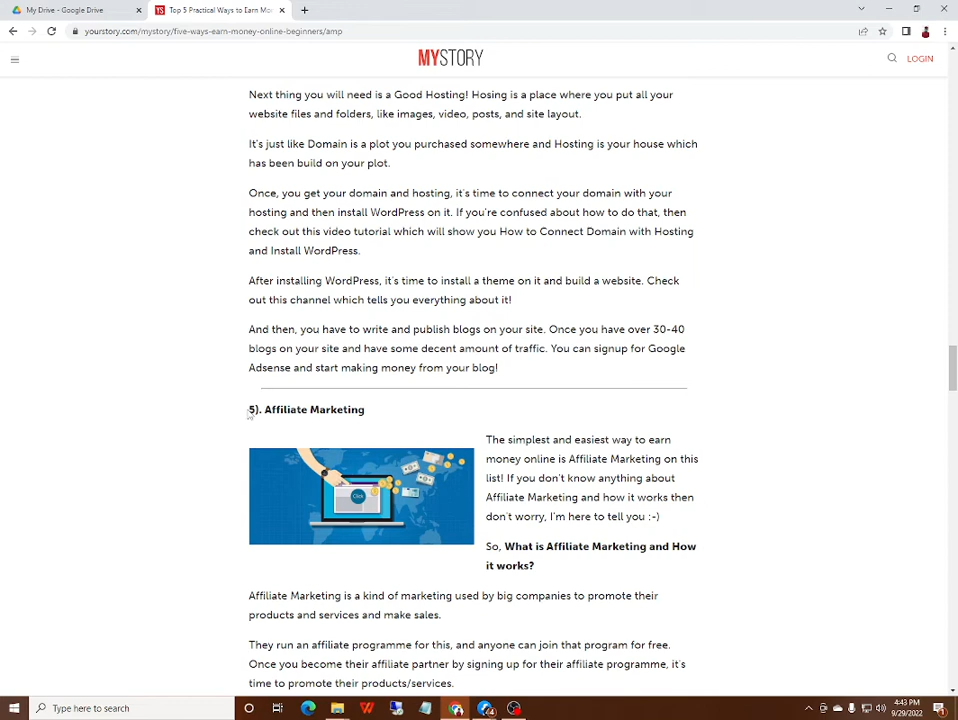 My Drive - Google Drive
Top 5 Practical Ways to Earn Mon
yourstory.com/mystory/five-ways-earn-money-online-beginners/amp
MYSTORY
LOGIN
Next thing you will need is a Good Hosting! Hosing is a place where you put all your
website files and folders, like images, video, posts, and site layout.
It's just like Domain is a plot you purchased somewhere and Hosting is your house which
has been build on your plot.
Once, you get your domain and hosting, it's time to connect your domain with your
hosting and then install WordPress on it. If you're confused about how to do that, then
check out this video tutorial which will show you How to Connect Domain with Hosting
and Install WordPress.
After installing WordPress, it's time to install a theme on it and build a website. Check
out this channel which tells you everything about it!
And then, you have to write and publish blogs on your site. Once you have over 30-40
blogs on your site and have some decent amount of traffic. You can signup for Google
Adsense and start making money from your blog!
5). Affiliate Marketing
Click
The simplest and easiest way to earn
money online is Affiliate Marketing on this
list! If you don't know anything about
Affiliate Marketing and how it works then
don't worry, I'm here to tell you :-)
So, What is Affiliate Marketing and How
it works?
Affiliate Marketing is a kind of marketing used by big companies to promote their
products and services and make sales.
They run an affiliate programme for this, and anyone can join that program for free.
Once you become their affiliate partner by signing up for their affiliate programme, it's
time to promote their products/services.
Type here to search
4:43 PM
9/29/2022